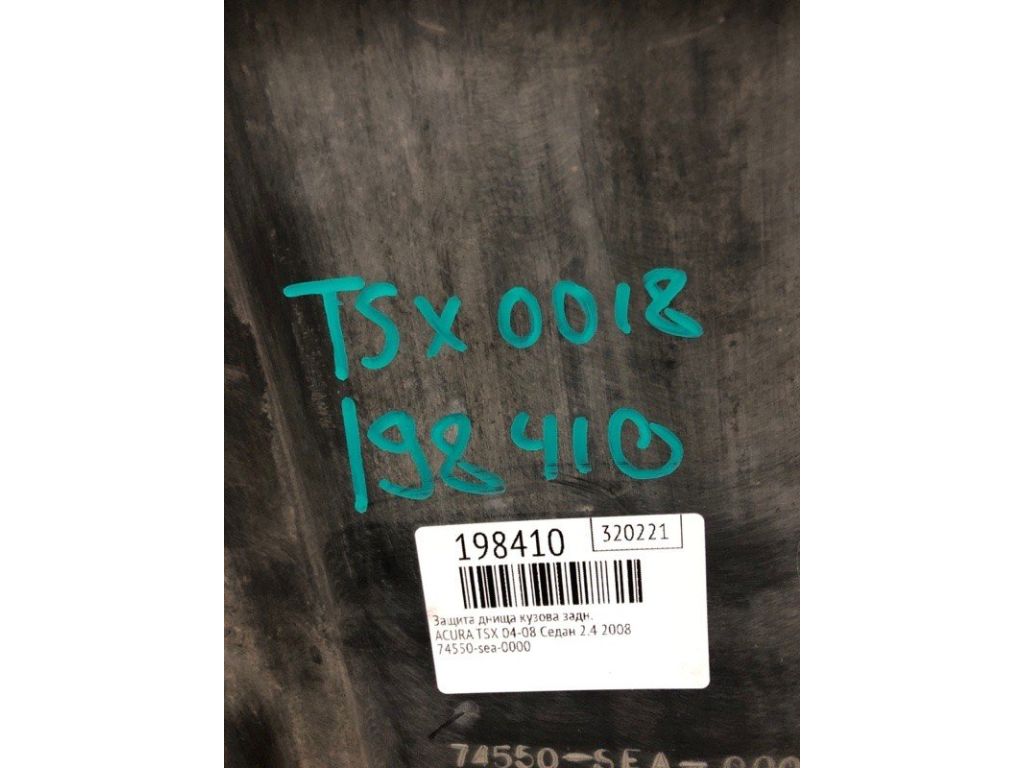 TSX 0018
198410
198410 320221
Защита днища кузова задн.
ACURA TSX 04-08 Седан 2.4 2008
74550-sea-0000
74550-SEA-000